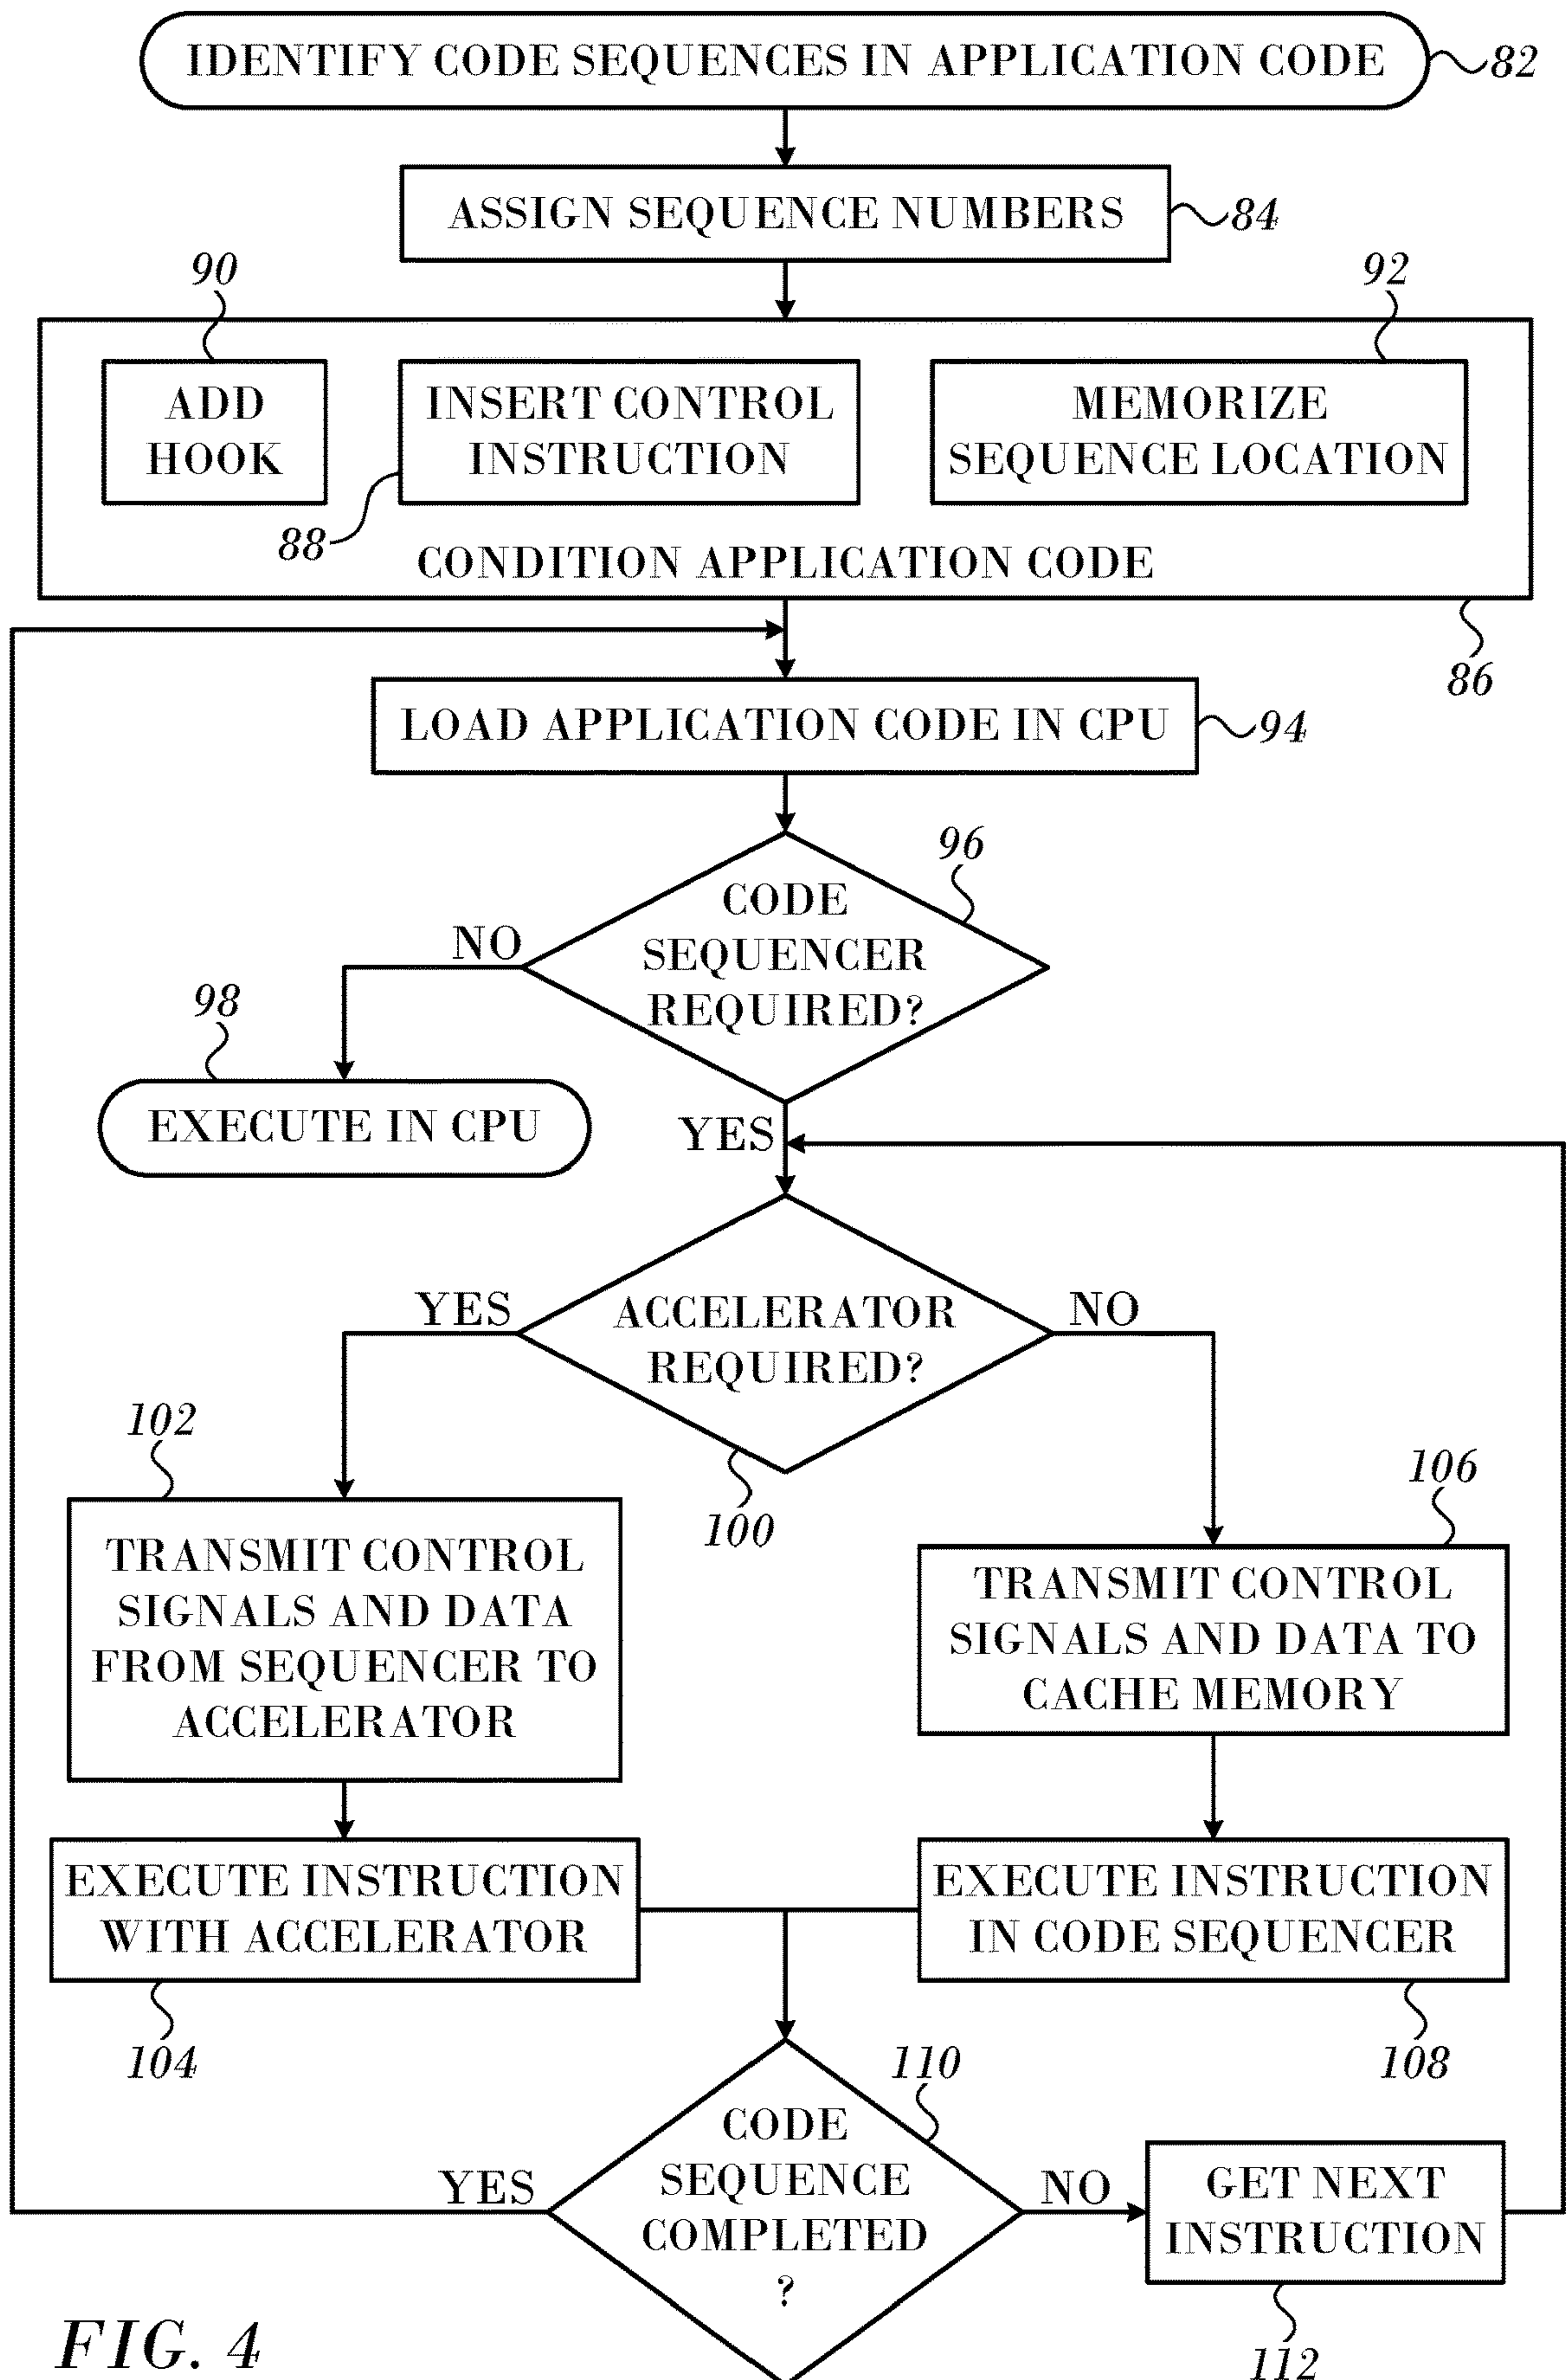 IDENTIFY CODE SEQUENCES IN APPLICATION CODE
82
ASSIGN SEQUENCE NUMBERS
84
90
92
ADD
HOOK
INSERT CONTROL
INSTRUCTION
MEMORIZE
SEQUENCE LOCATION
88
CONDITION APPLICATION CODE
86
LOAD APPLICATION CODE IN CPU
94
96
CODE
SEQUENCER
REQUIRED?
NO
98
EXECUTE IN CPU
YES
YES
ACCELERATOR
REQUIRED?
NO
102
100
106
TRANSMIT CONTROL
SIGNALS AND DATA
FROM SEQUENCER TO
ACCELERATOR
TRANSMIT CONTROL
SIGNALS AND DATA TO
CACHE MEMORY
EXECUTE INSTRUCTION
WITH ACCELERATOR
EXECUTE INSTRUCTION
IN CODE SEQUENCER
104
108
110
CODE
SEQUENCE
COMPLETED
?
YES
NO
GET NEXT
INSTRUCTION
112
FIG. 4